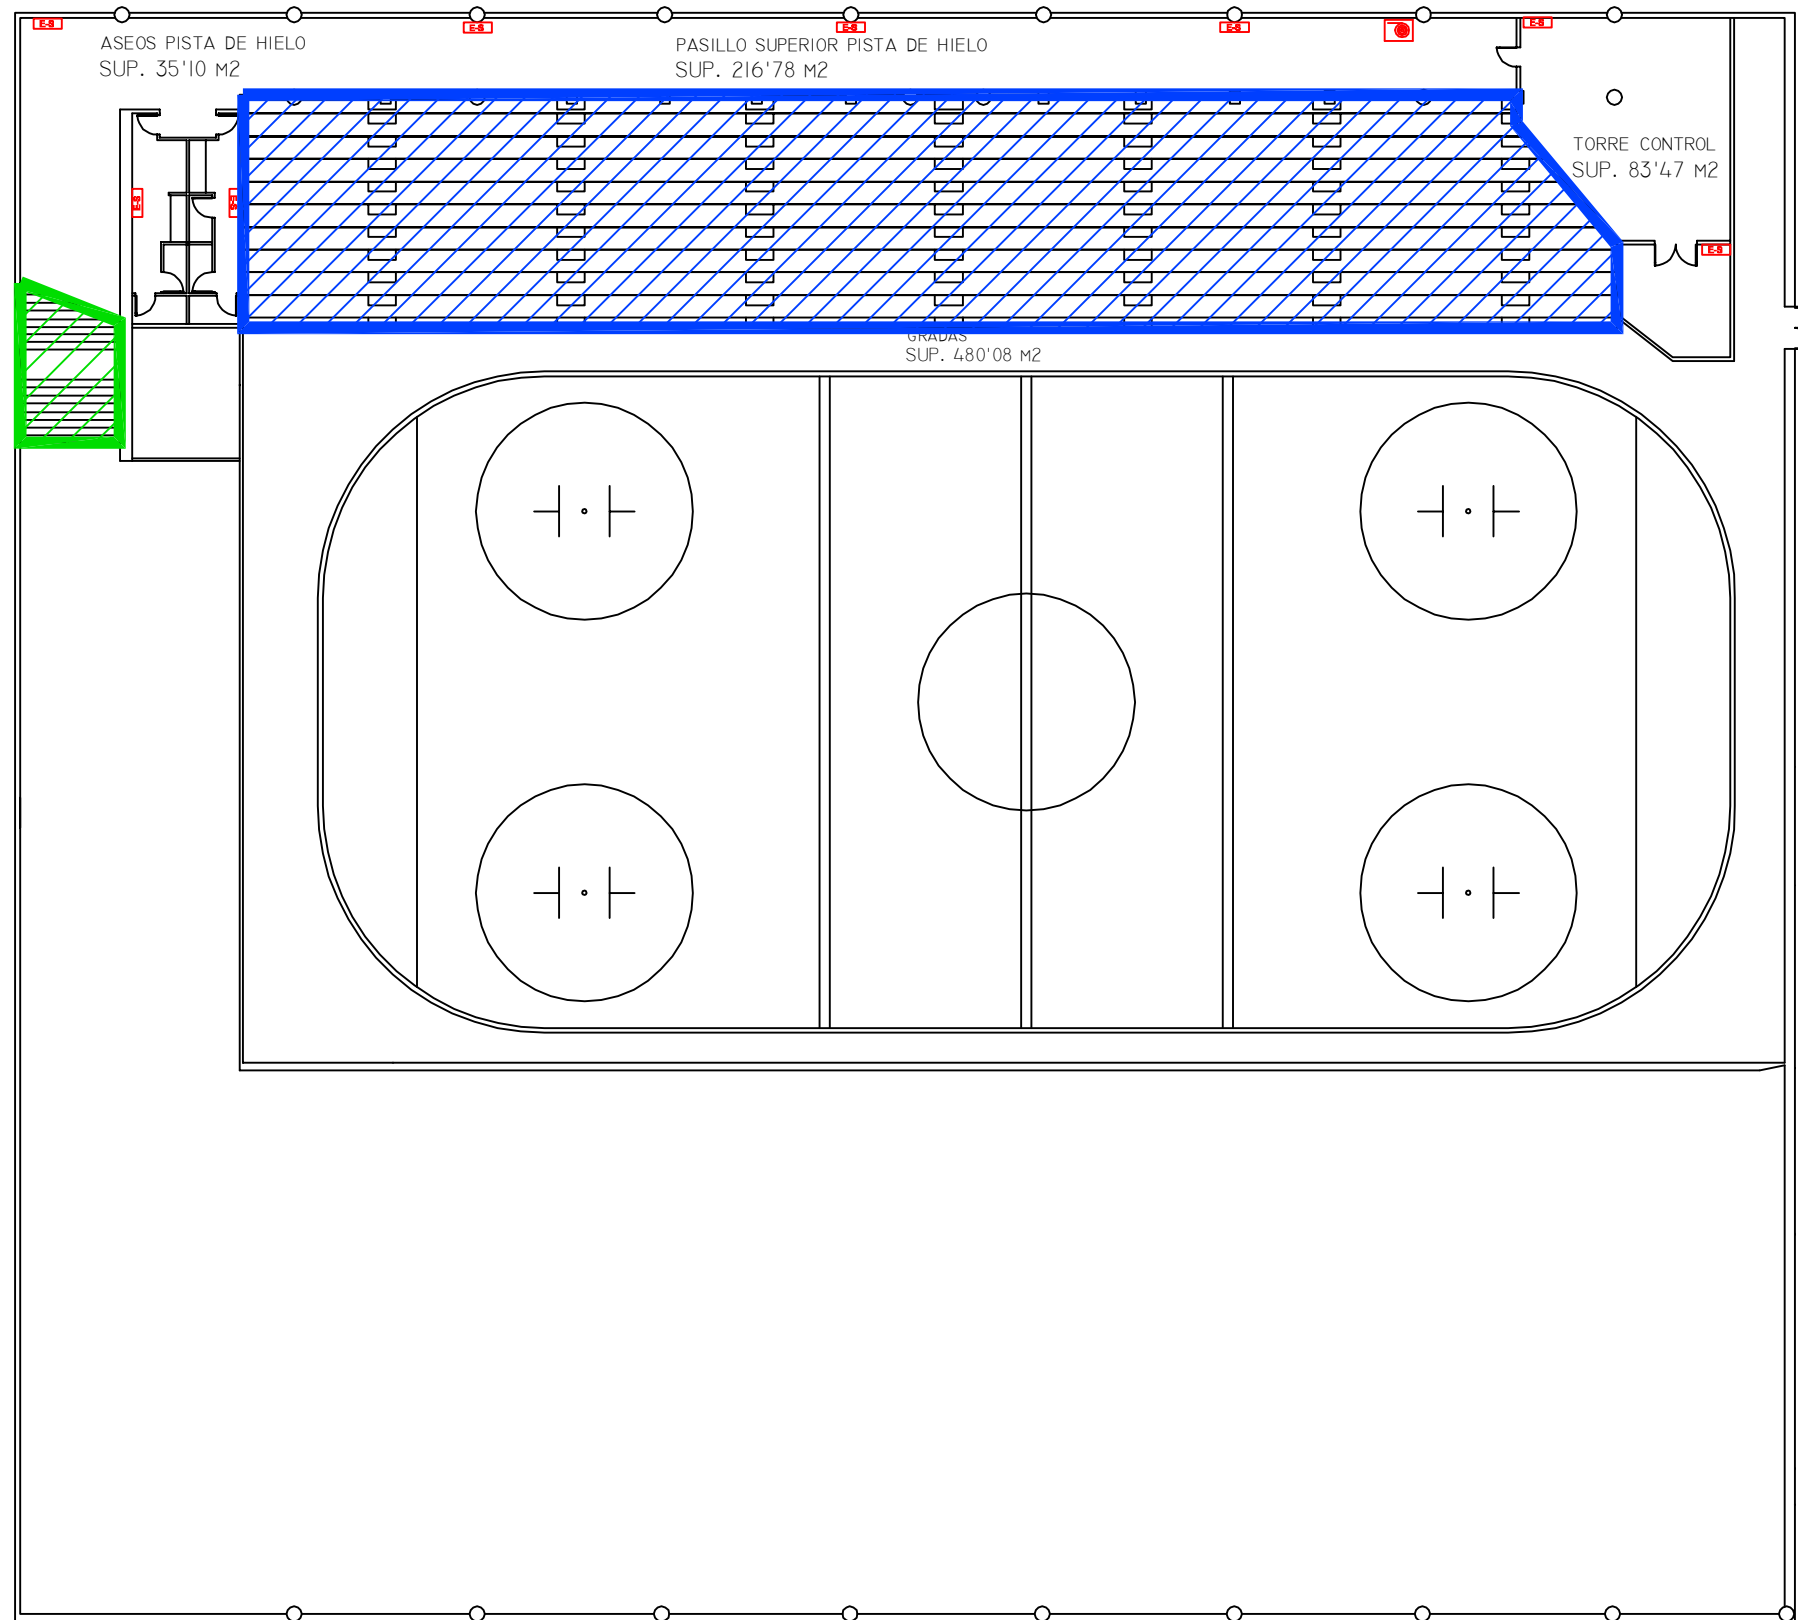 E-S
E-S
E-S
E-S
E-S
ASEOS PISTA DE HIELO
SUP. 35'10 M2
PASILLO SUPERIOR PISTA DE HIELO
SUP. 216'78 M2
TORRE CONTROL
SUP. 83'47 M2
E-S
E-S
E-S
GRADAS
SUP. 480'08 M2